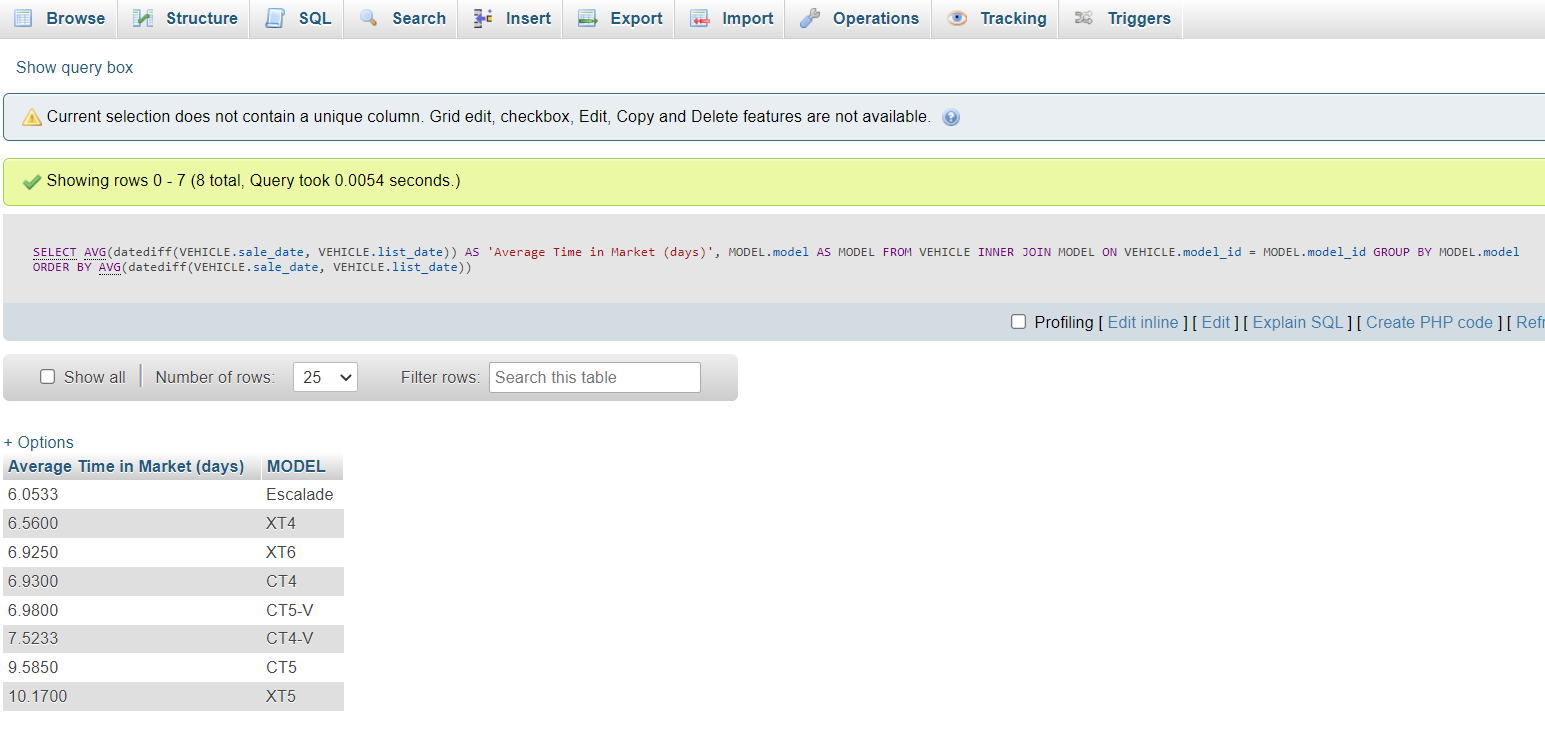 Browse Structure SQL Search Insert Export Import Operations Tracking Triggers
Show query box
Current selection does not contain a unique column. Grid edit, checkbox, Edit, Copy and Delete features are not available.
Showing rows 0 - 7 (8 total, Query took 0.0054 seconds.)
SELECT AVG(datediff(VEHICLE.sale_date, VEHICLE.list_date)) AS 'Average Time in Market (days)', MODEL.model AS MODEL FROM VEHICLE INNER JOIN MODEL ON VEHICLE.model_id = MODEL.model_id GROUP BY MODEL.model
ORDER BY AVG(datediff(VEHICLE.sale_date, VEHICLE.list_date))
Profiling [ Edit inline ] [ Edit ] [ Explain SQL ] [ Create PHP code ] [ Refr
Show all Number of rows: 25 Filter rows: Search this table
+ Options
Average Time in Market (days) MODEL
6.0533 Escalade
6.5600 XT4
6.9250 XT6
6.9300 CT4
6.9800 CT5-V
7.5233 CT4-V
9.5850 CT5
10.1700 XT5